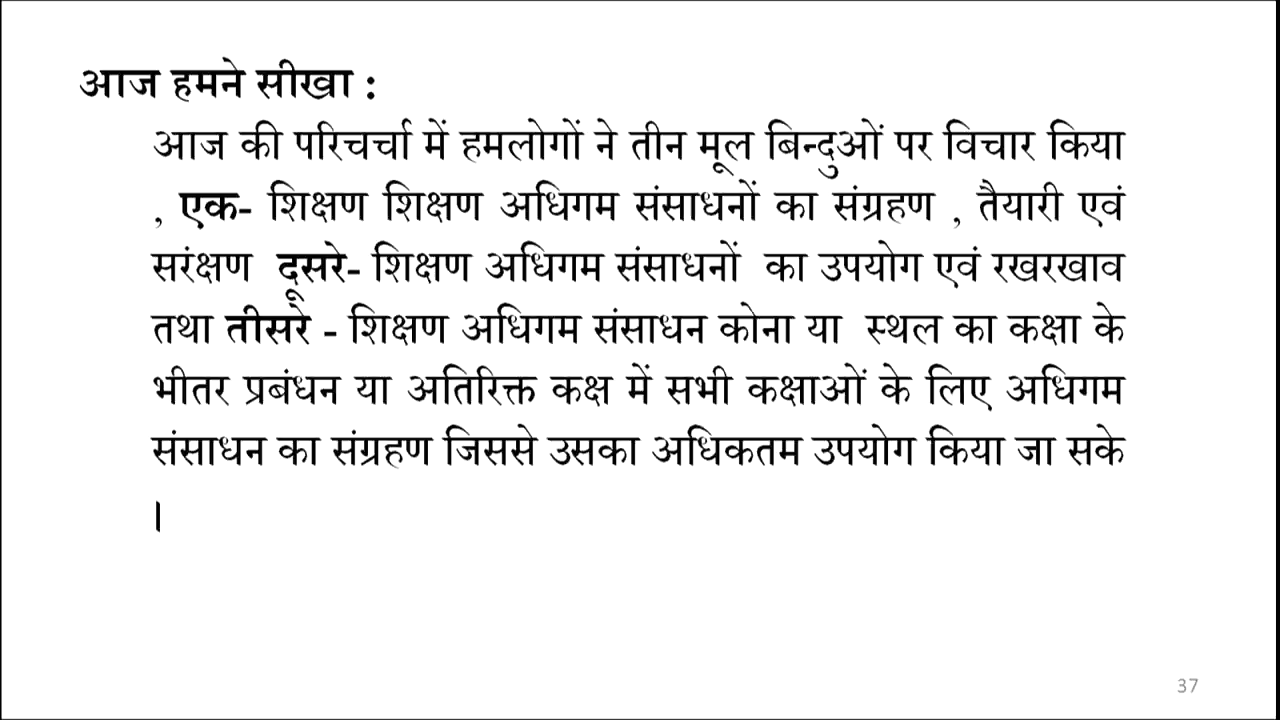 आज हमने सीखा :
आज की परिचर्चा में हमलोगों ने तीन मूल बिन्दुओं पर विचार किया
, एक- शिक्षण शिक्षण अधिगम संसाधनों का संग्रहण , तैयारी एवं
सरंक्षण दूसरे- शिक्षण अधिगम संसाधनों का उपयोग एवं रखरखाव
तथा तीसरे - शिक्षण अधिगम संसाधन कोना या स्थल का कक्षा के
भीतर प्रबंधन या अतिरिक्त कक्ष में सभी कक्षाओं के लिए अधिगम
संसाधन का संग्रहण जिससे उसका अधिकतम उपयोग किया जा सके
।
37